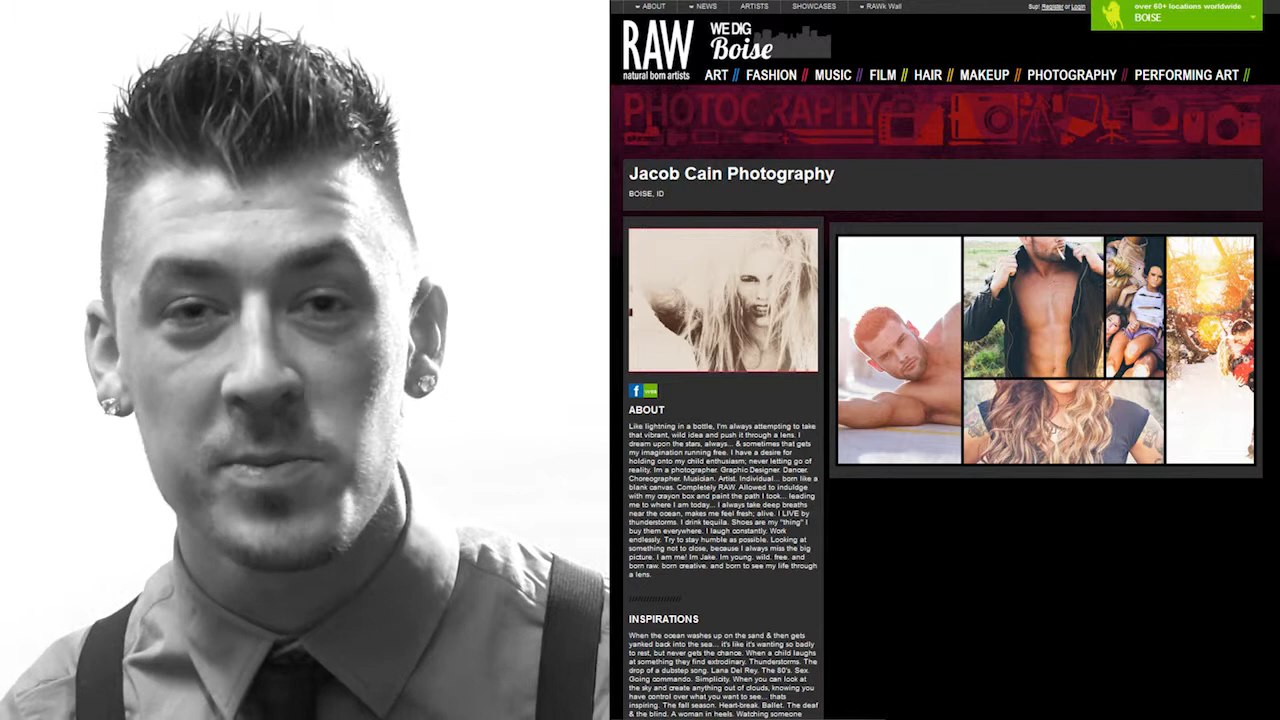 ABOUT NEWS ARTISTS SHOWCASES RAWk Wall
Sup! Register or Login
over 60+ locations worldwide
BOISE
RAW
natural born artists
WE DIG
Boise
ART // FASHION // MUSIC // FILM // HAIR // MAKEUP // PHOTOGRAPHY // PERFORMING ART //
PHOTOGRAPHY
Jacob Cain Photography
BOISE, ID
f
ABOUT
Like lightning in a bottle, I'm always attempting to take
that vibrant, wild idea and push it through a lens. I
dream upon the stars, always... & sometimes that gets
my imagination running free. I have a desire for
holding onto my child enthusiasm; never letting go of
reality. Im a photographer. Graphic Designer. Dancer.
Choreographer. Musician. Artist. Individual... born like a
blank canvas. Completely RAW. Allowed to induldge
with my crayon box and paint the path I took... leading
me to where I am today... I always take deep breaths
near the ocean, makes me feel fresh; alive. I LIVE by
thunderstorms. I drink tequila. Shoes are my "thing" I
buy them everywhere. I laugh constantly. Work
endlessly. Try to stay humble as possible. Looking at
something not to close, because I always miss the big
picture. I am me! Im Jake. Im young. wild. free. and
born raw. born creative. and born to see my life through
a lens.
////////////////////
INSPIRATIONS
When the ocean washes up on the sand & then gets
yanked back into the sea... it's like it's wanting so badly
to rest, but never gets the chance. When a child laughs
at something they find extrodinary. Thunderstorms. The
drop of a dubstep song. Lana Del Rey. The 80's. Sex.
Going commando. Simplicity. When you can look at
the sky and create anything out of clouds, knowing you
have control over what you want to see... thats
inspiring. The fall season. Heart-break. Ballet. The deaf
& the blind. A woman in heels. Watching someone